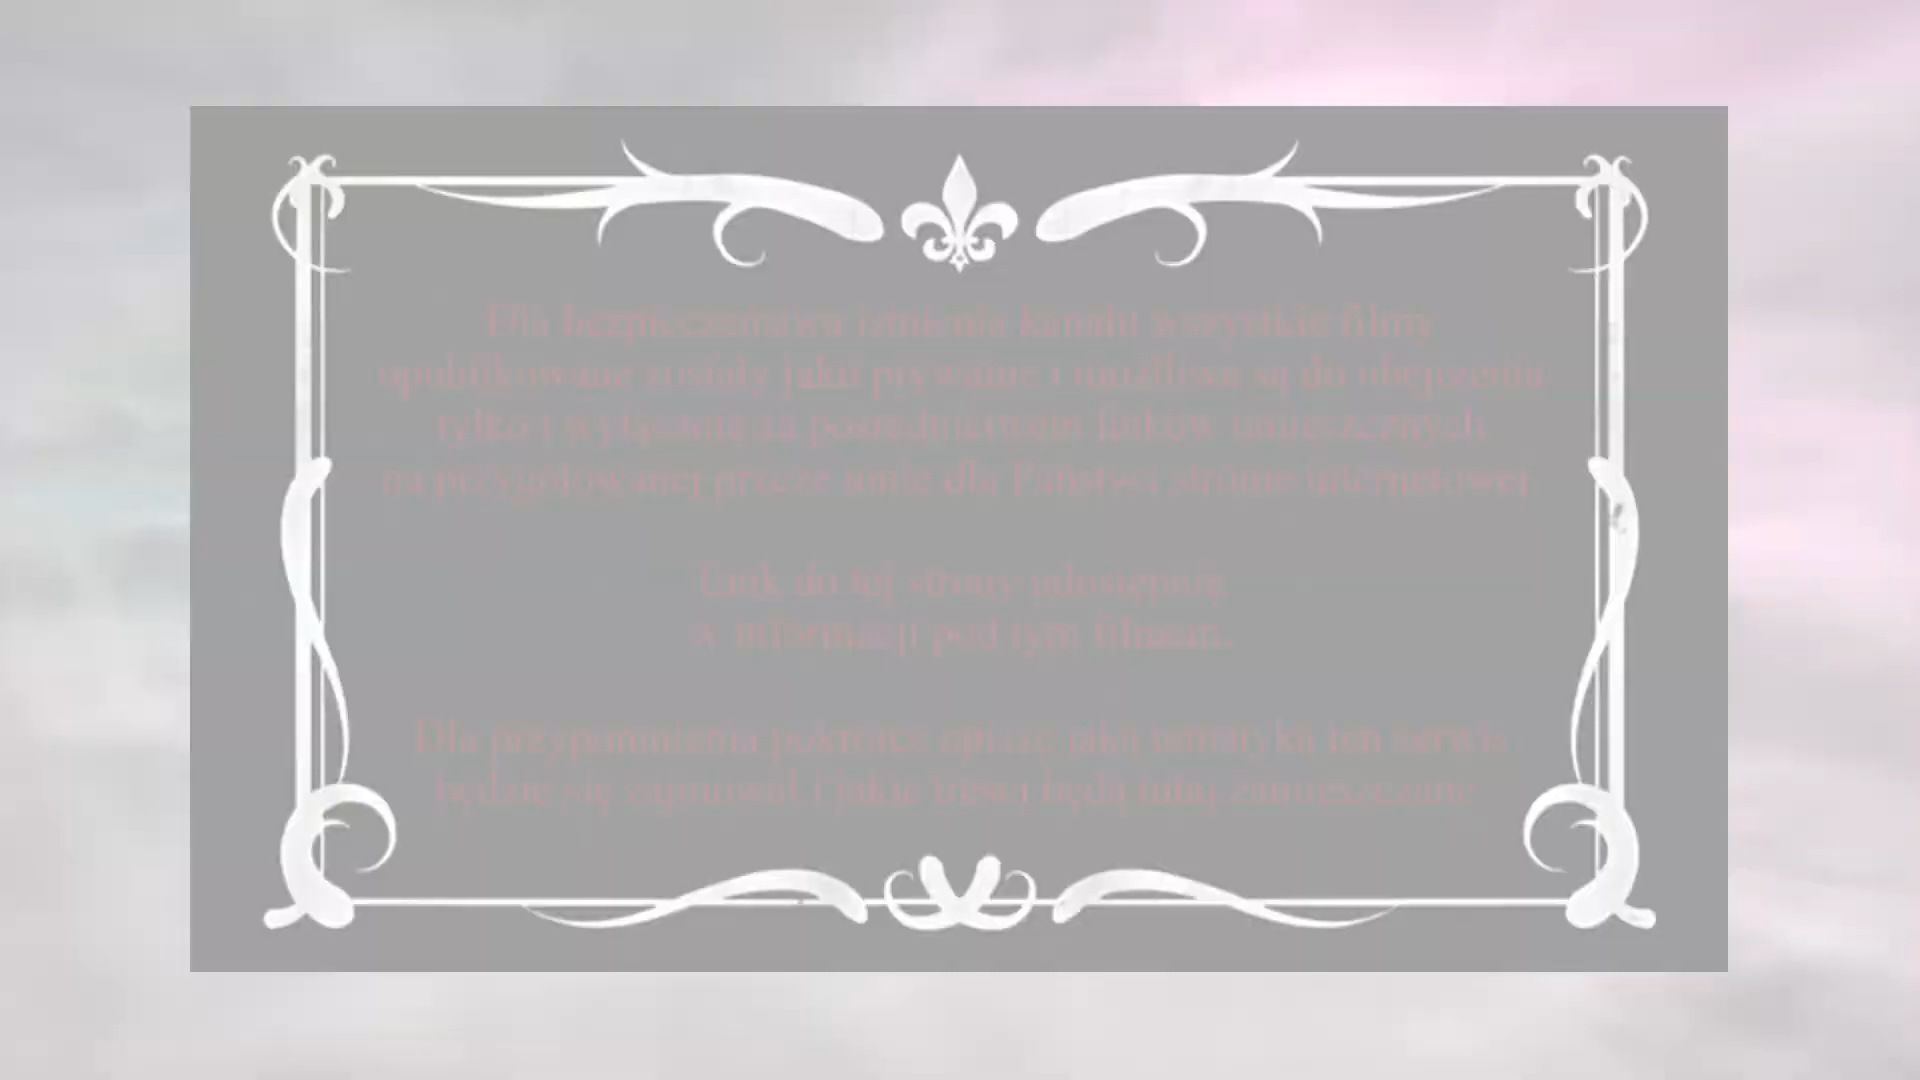 Dla bezpieczeństwa istnienia kanału wszystkie filmy
opublikowane zostały jako prywatne i możliwe są do obejrzenia
tylko i wyłącznie za pośrednictwem linków umieszczonych
na przygotowanej przeze mnie dla Państwa stronie internetowej
Link do tej strony udostępnię
w informacji pod tym filmem.
Dla przypomnienia pokrótce opiszę jaką tematyką ten serwis
będzie się zajmował i jakie treści będą tutaj zamieszczane